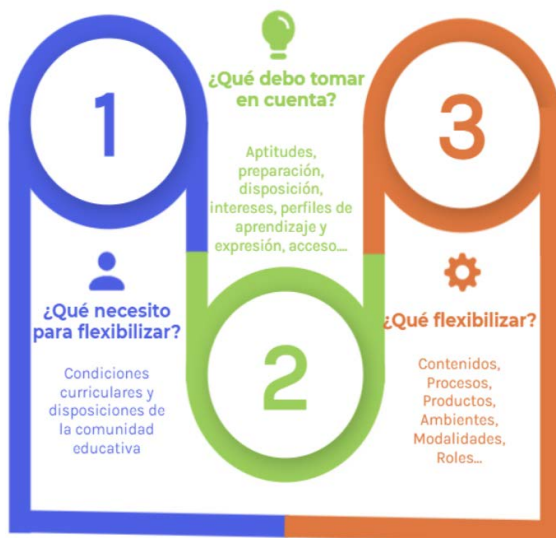 1
¿Qué necesito
para flexibilizar?
Condiciones
curriculares y
disposiciones de
la comunidad
educativa
¿Qué debo tomar
en cuenta?
Aptitudes,
preparación,
disposición,
intereses, perfiles de
aprendizaje y
expresión, acceso....
2
3
¿Qué flexibilizar?
Contenidos,
Procesos,
Productos,
Ambientes,
Modalidades,
Roles...